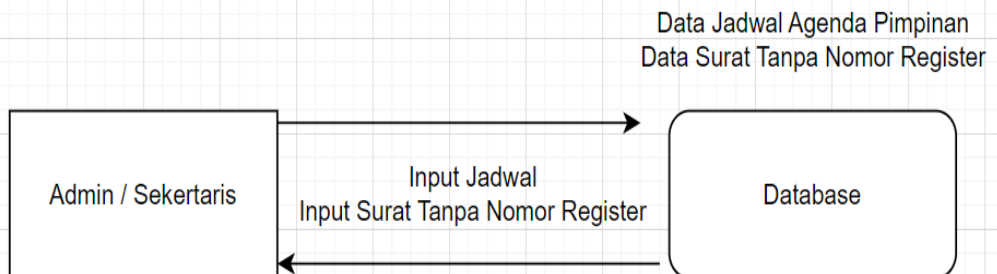 Data Jadwal Agenda Pimpinan
Data Surat Tanpa Nomor Register
Admin / Sekertaris
Input Jadwal
Input Surat Tanpa Nomor Register
Database